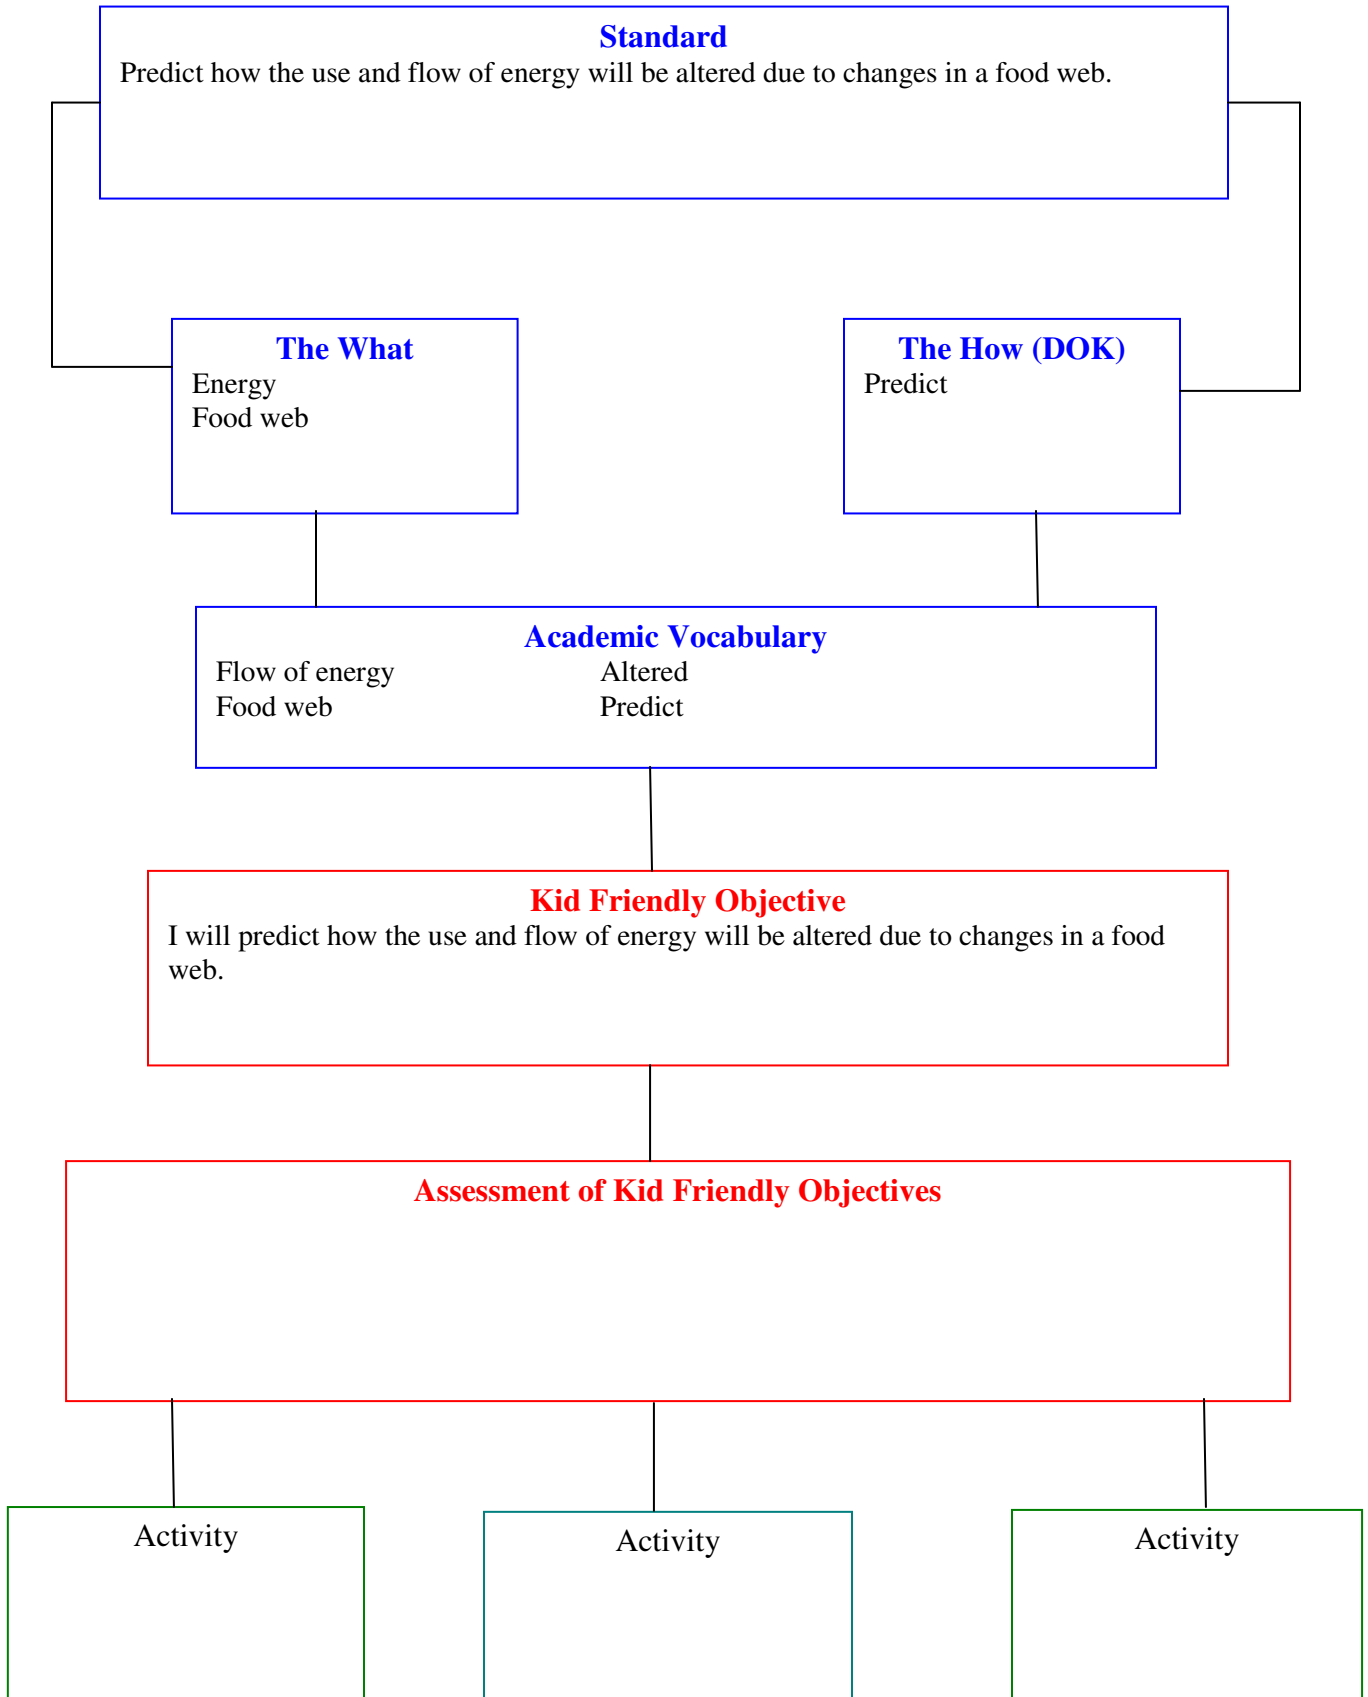 Standard
Predict how the use and flow of energy will be altered due to changes in a food web.
The What
Energy
Food web
The How (DOK)
Predict
Academic Vocabulary
Flow of energy Altered
Food web Predict
Kid Friendly Objective
I will predict how the use and flow of energy will be altered due to changes in a food
web.
Assessment of Kid Friendly Objectives
Activity
Activity
Activity